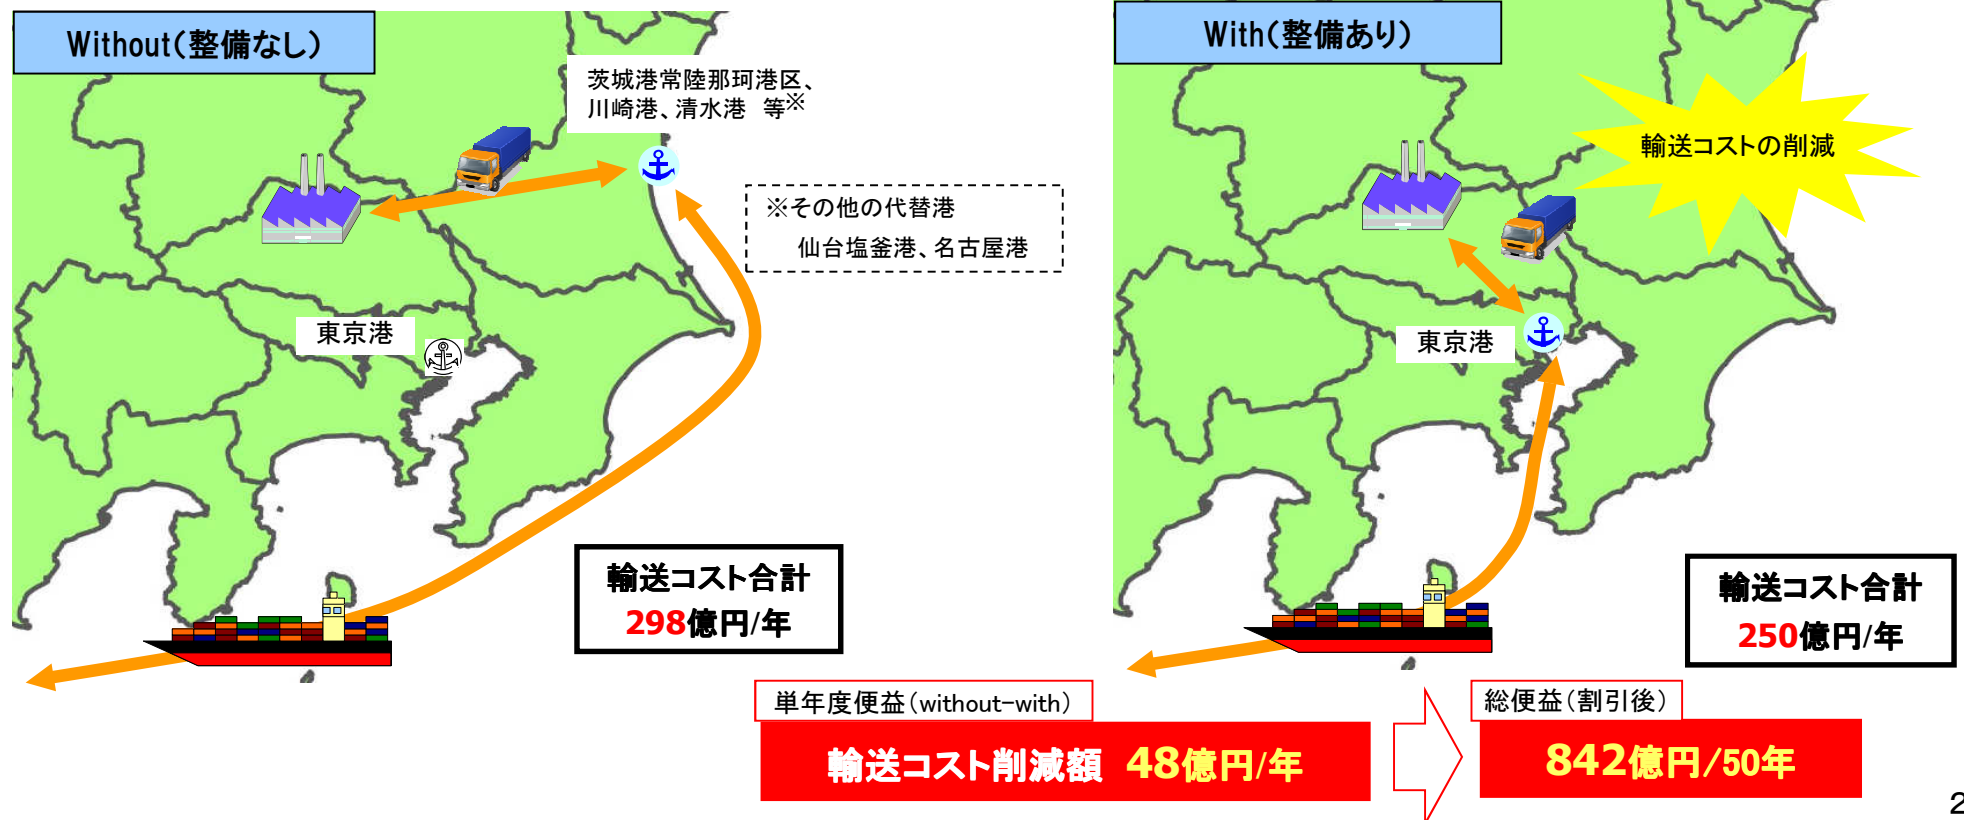 Without（整備なし）
茨城港常陸那珂港区、
川崎港、清水港　等※
※その他の代替港
仙台塩釜港、名古屋港
東京港
輸送コスト合計
298億円/年
With（整備あり）
輸送コストの削減
東京港
輸送コスト合計
250億円/年
単年度便益（without-with）
輸送コスト削減額 48億円/年
総便益（割引後）
842億円/50年
2